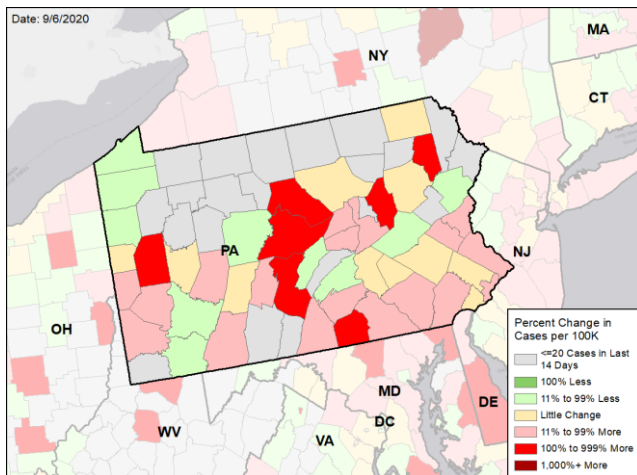 Date: 9/6/2020
MA
NY
CT
PA
NJ
OH
MD
DE
WV
DC
VA
Percent Change in
Cases per 100K
<=20 Cases in Last
14 Days
100% Less
11% to 99% Less
Little Change
11% to 99% More
100% to 999% More
1,000%+ More